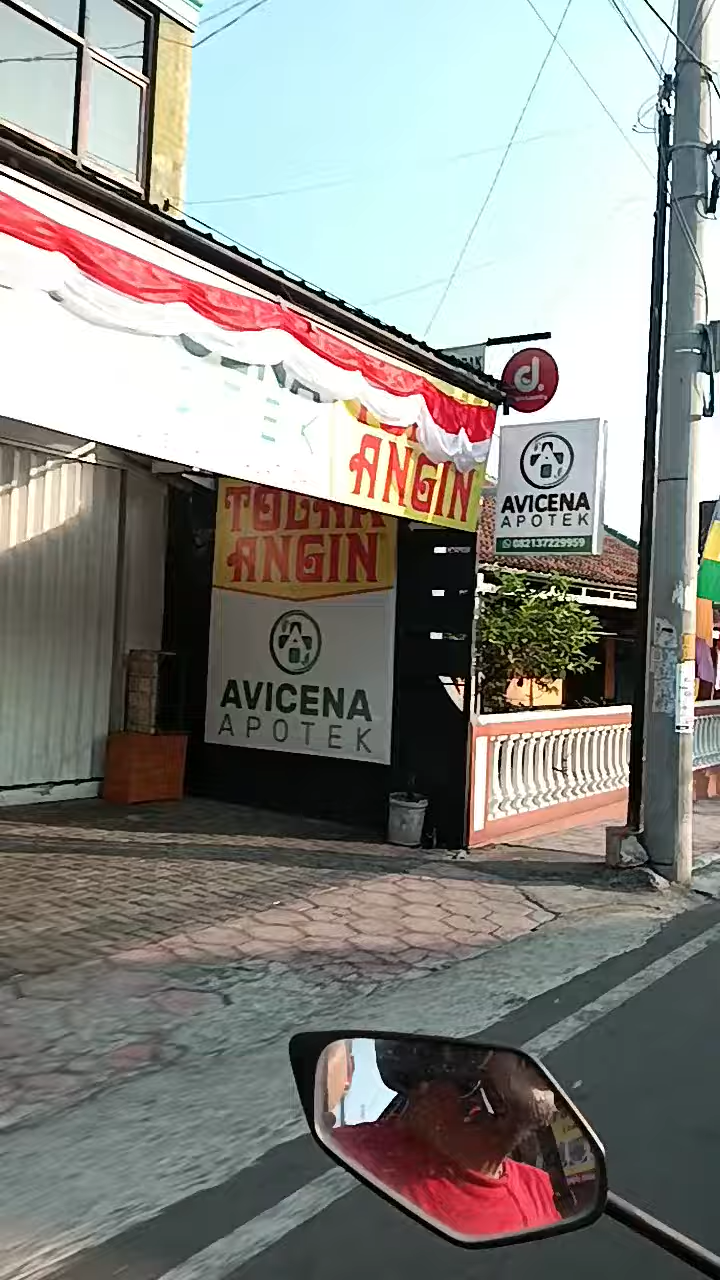 ANGIN
d.
AVICENA
APOTEK
082137229959
TOLAK
ANGIN
AVICENA
APOTEK